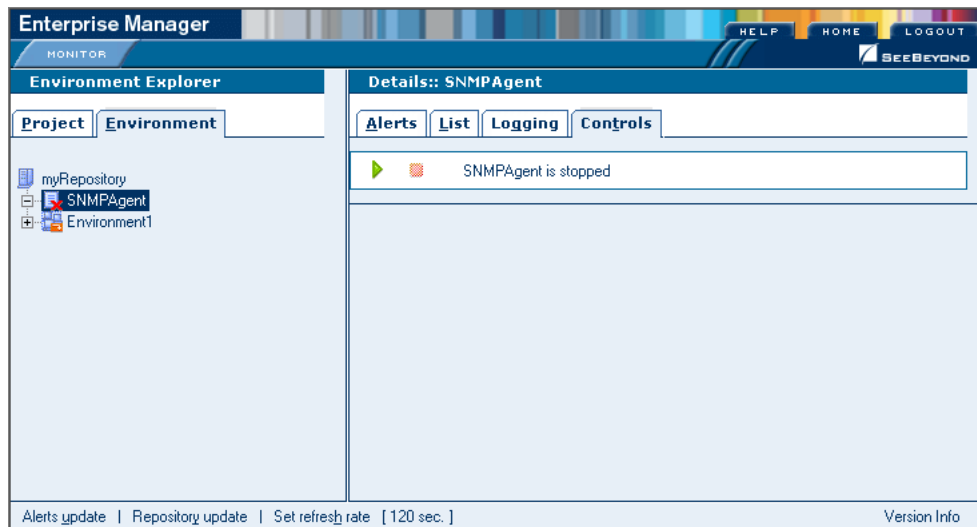 Enterprise Manager
HELP HOME LOGOUT
MONITOR
SEEBEYOND
Environment Explorer
Details:: SNMPAgent
Project Environment
Alerts List Logging Controls
SNMPAgent is stopped
myRepository
SNMPAgent
Environment1
Alerts update | Repository update | Set refresh rate [ 120 sec. ] Version Info